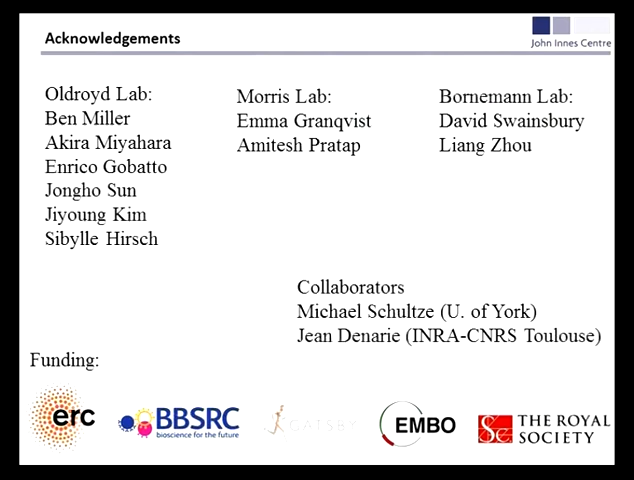 Acknowledgements
John Innes Centre
Oldroyd Lab:
Ben Miller
Akira Miyahara
Enrico Gobatto
Jongho Sun
Jiyoung Kim
Sibylle Hirsch
Morris Lab:
Emma Granqvist
Amitesh Pratap
Bornemann Lab:
David Swainsbury
Liang Zhou
Collaborators
Michael Schultze (U. of York)
Jean Denarie (INRA-CNRS Toulouse)
Funding:
erc
BBSRC
bioscience for the future
GATSBY
EMBO
THE ROYAL
SOCIETY